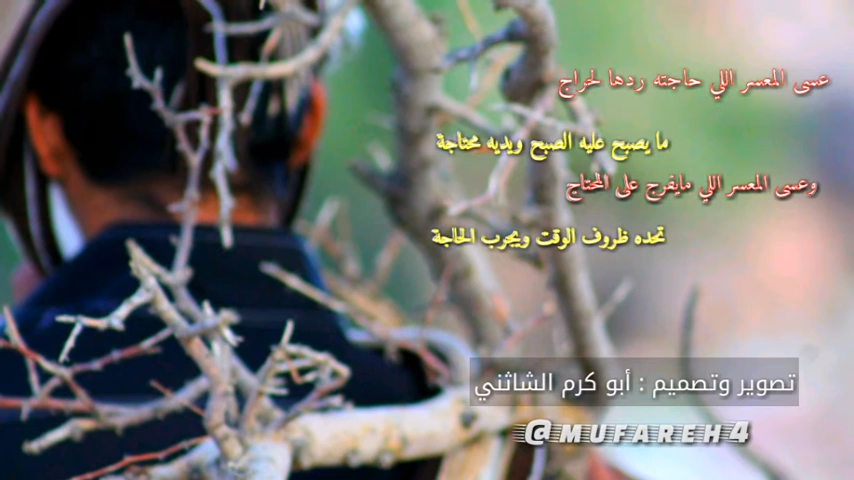 عسى المعسر اللي حاجته ردها لحراج
ما يصبح عليه الصبح ويديه محتاجة
وعسى المعسر اللي مايفرج على المحتاج
تحده ظروف الوقت ويجرب الحاجة
تصوير وتصميم : أبو كرم الشاثني
@MUFAREH4